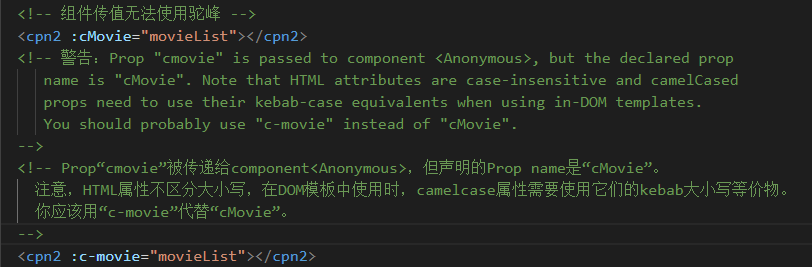 <!-- 组件传值无法使用驼峰 -->
<cpn2 :cMovie="movieList"></cpn2>
<!-- 警告：Prop "cmovie" is passed to component <Anonymous>, but the declared prop
name is "cMovie". Note that HTML attributes are case-insensitive and camelCased
props need to use their kebab-case equivalents when using in-DOM templates.
You should probably use "c-movie" instead of "cMovie".
-->
<!-- Prop“cmovie”被传递给component<Anonymous>，但声明的Prop name是“cMovie”。
注意，HTML属性不区分大小写，在DOM模板中使用时，camelcase属性需要使用它们的kebab大小写等价物。
你应该用“c-movie”代替“cMovie”。
-->
<cpn2 :c-movie="movieList"></cpn2>